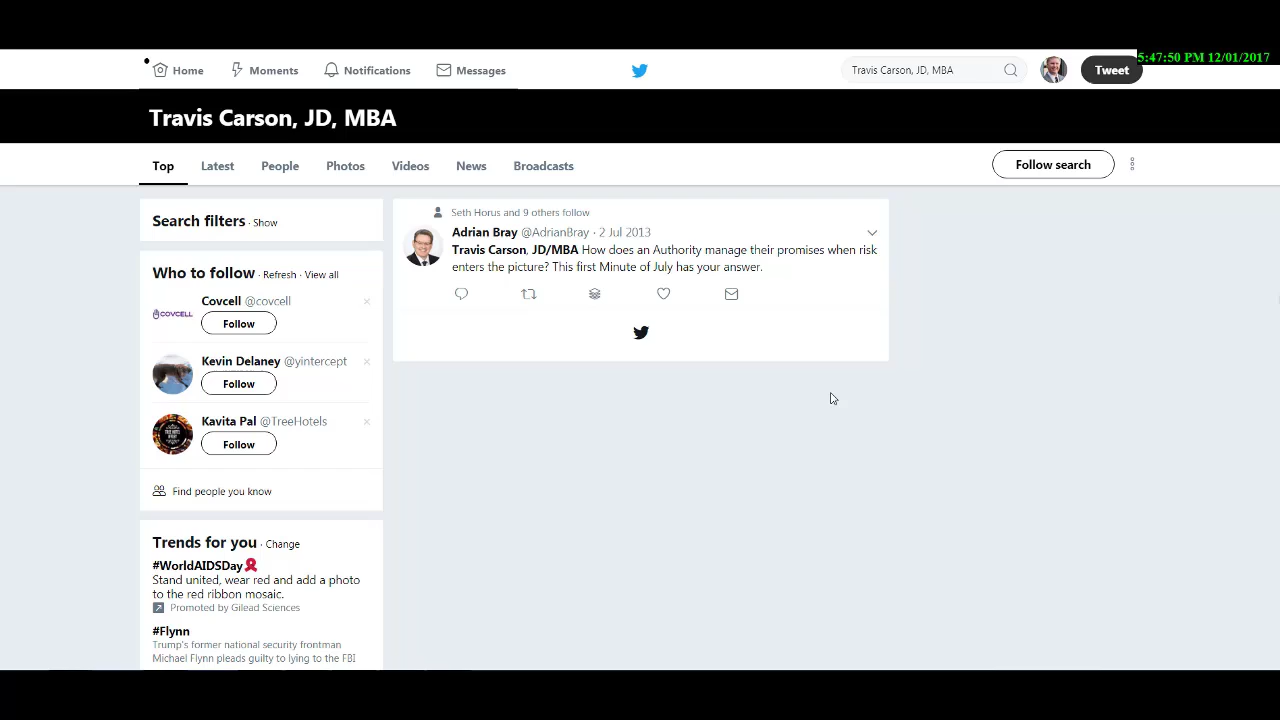 5:47:50 PM 12/01/2017
Home Moments Notifications Messages
Travis Carson, JD, MBA
Tweet
Travis Carson, JD, MBA
Top Latest People Photos Videos News Broadcasts
Follow search
Search filters · Show
Who to follow · Refresh · View all
COVCELL
Covcell @covcell
Follow
Kevin Delaney @yintercept
Follow
Kavita Pal @TreeHotels
Follow
Find people you know
Trends for you · Change
#WorldAIDSDay
Stand united, wear red and add a photo
to the red ribbon mosaic.
Promoted by Gilead Sciences
#Flynn
Trump's former national security frontman
Michael Flynn pleads guilty to lying to the FBI
Seth Horus and 9 others follow
Adrian Bray @AdrianBray · 2 Jul 2013
Travis Carson, JD/MBA How does an Authority manage their promises when risk
enters the picture? This first Minute of July has your answer.